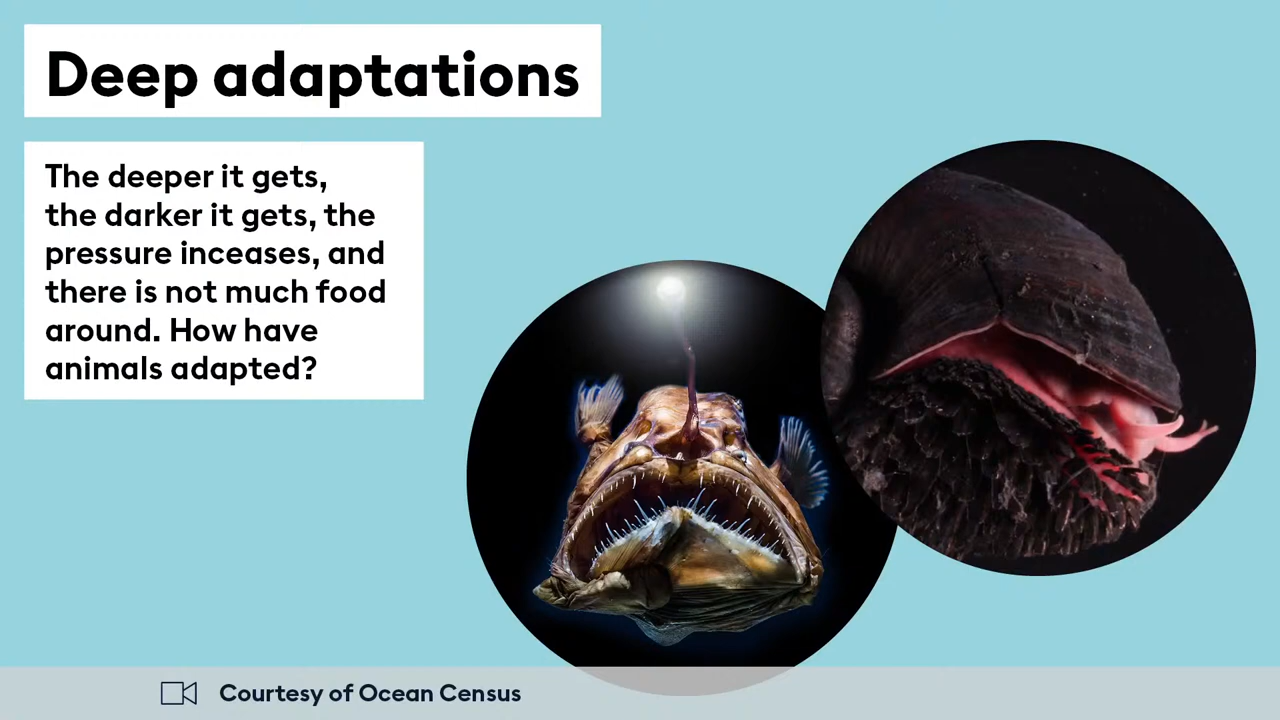 Deep adaptations
The deeper it gets,
the darker it gets, the
pressure inceases, and
there is not much food
around. How have
animals adapted?
Courtesy of Ocean Census